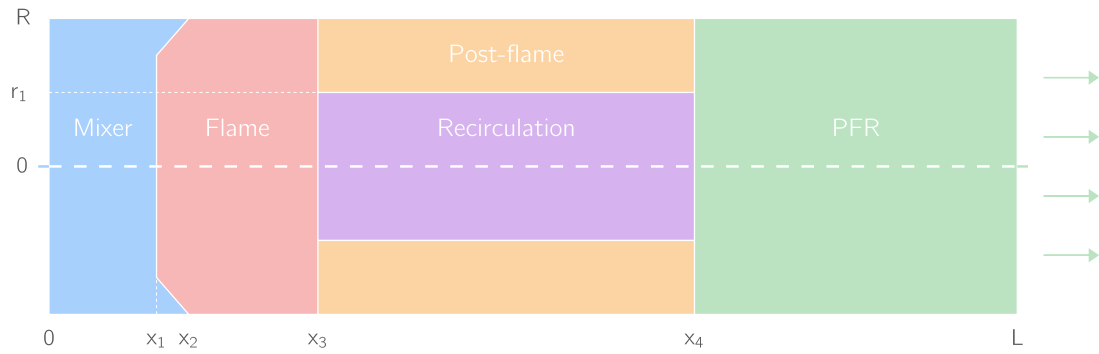 R
Post-flame
r₁
Mixer Flame Recirculation PFR
0
0 x₁ x₂ x₃ x₄ L